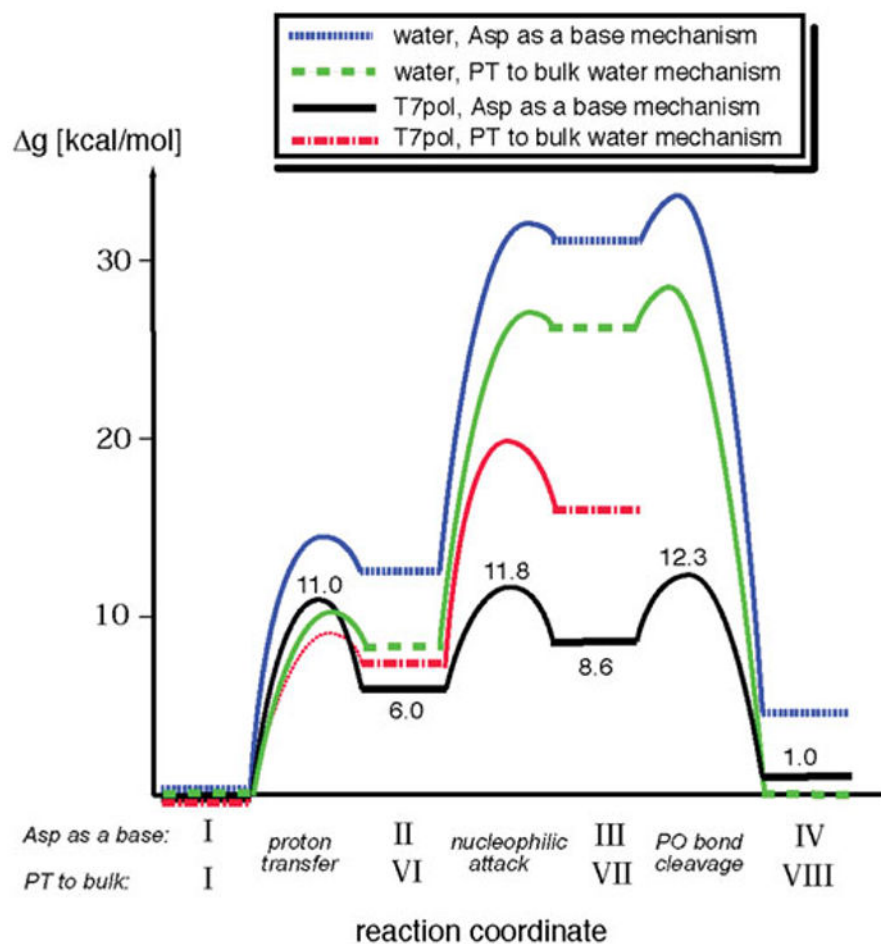 water, Asp as a base mechanism
water, PT to bulk water mechanism
T7pol, Asp as a base mechanism
T7pol, PT to bulk water mechanism
Δg [kcal/mol]
30
20
10
11.0
6.0
11.8
8.6
12.3
1.0
Asp as a base: I II III IV
proton transfer
nucleophilic attack
PO bond cleavage
PT to bulk: I VI VII VIII
reaction coordinate